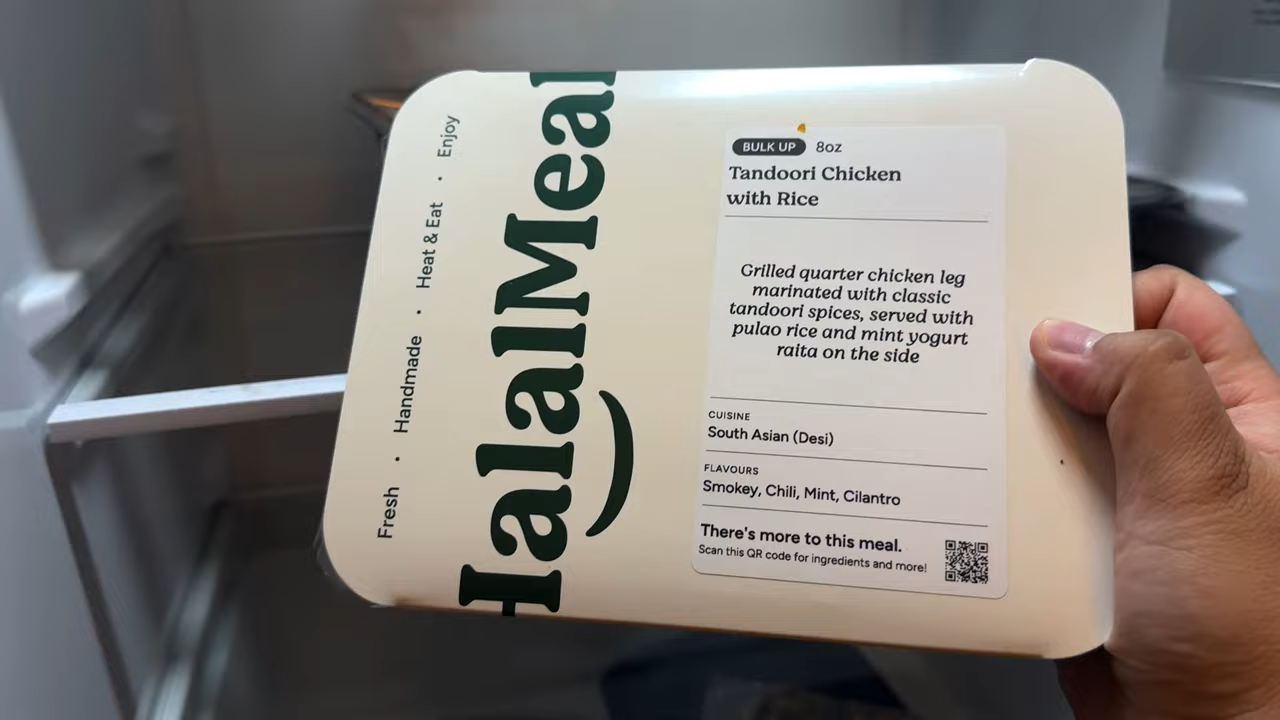 Fresh · Handmade · Heat & Eat · Enjoy
HalalMeal
BULK UP 8oz
Tandoori Chicken
with Rice
Grilled quarter chicken leg
marinated with classic
tandoori spices, served with
pulao rice and mint yogurt
raita on the side
CUISINE
South Asian (Desi)
FLAVOURS
Smokey, Chili, Mint, Cilantro
There's more to this meal.
Scan this QR code for ingredients and more!